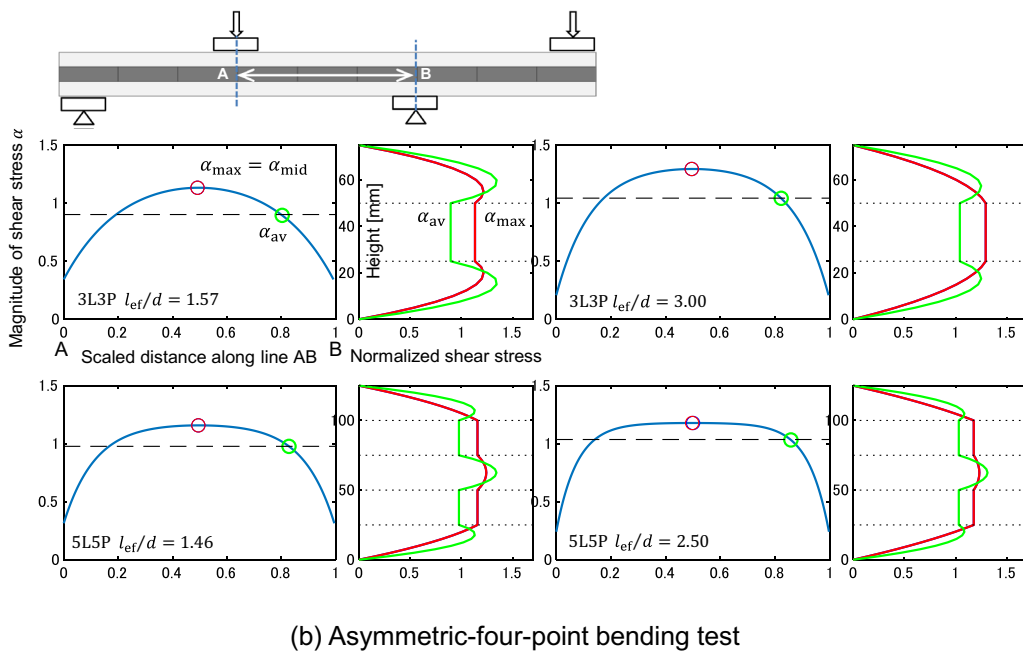 A B
Magnitude of shear stress α
1.5
1
0.5
0
α_max = α_mid
α_av
3L3P l_ef/d = 1.57
0 0.2 0.4 0.6 0.8 1
A Scaled distance along line AB B
Height [mm]
60
40
20
0
α_av α_max
0 0.5 1 1.5
Normalized shear stress
1.5
1
0.5
0
3L3P l_ef/d = 3.00
0 0.2 0.4 0.6 0.8 1
60
40
20
0
0 0.5 1 1.5
1.5
1
0.5
0
5L5P l_ef/d = 1.46
0 0.2 0.4 0.6 0.8 1
100
50
0
0 0.5 1 1.5
1.5
1
0.5
0
5L5P l_ef/d = 2.50
0 0.2 0.4 0.6 0.8 1
100
50
0
0 0.5 1 1.5
(b) Asymmetric-four-point bending test